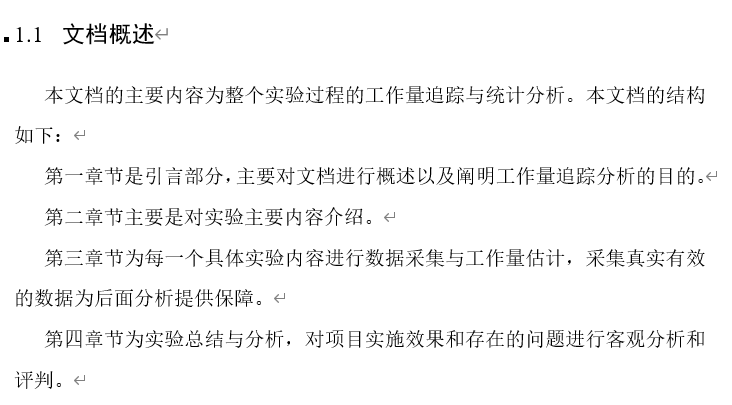 1.1 文档概述
本文档的主要内容为整个实验过程的工作量追踪与统计分析。本文档的结构
如下：
第一章节是引言部分，主要对文档进行概述以及阐明工作量追踪分析的目的。
第二章节主要是对实验主要内容介绍。
第三章节为每一个具体实验内容进行数据采集与工作量估计，采集真实有效
的数据为后面分析提供保障。
第四章节为实验总结与分析，对项目实施效果和存在的问题进行客观分析和
评判。